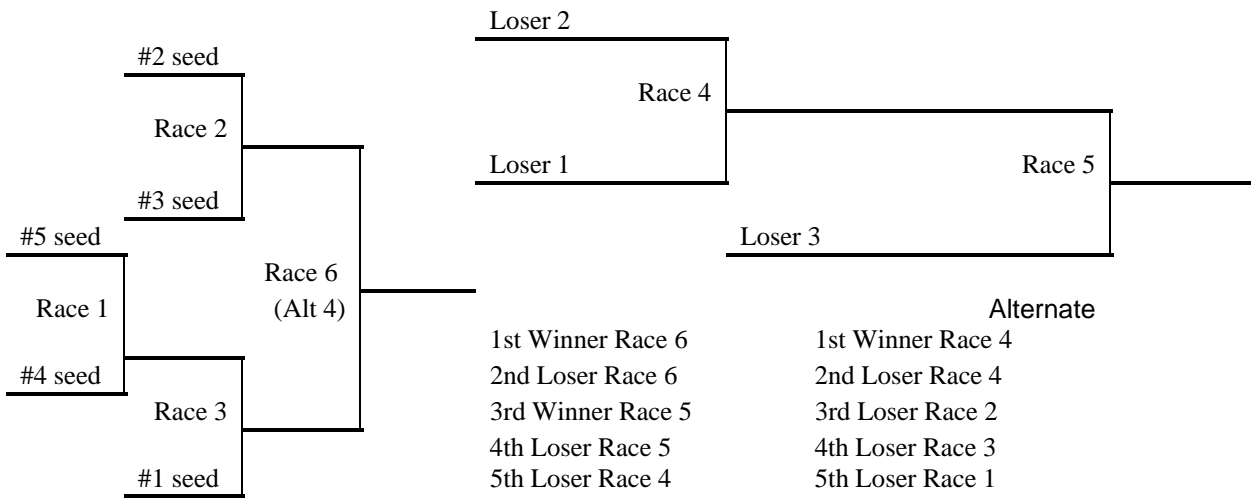 Loser 2
#2 seed
Race 4
Race 2
Loser 1
Race 5
#3 seed
#5 seed
Loser 3
Race 6
(Alt 4)
Race 1
Alternate
1st Winner Race 6
1st Winner Race 4
#4 seed
2nd Loser Race 6
2nd Loser Race 4
Race 3
3rd Winner Race 5
3rd Loser Race 2
4th Loser Race 5
4th Loser Race 3
#1 seed
5th Loser Race 4
5th Loser Race 1